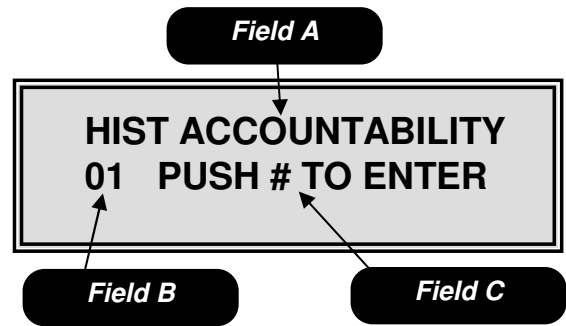 Field A
HIST ACCOUNTABILITY
01 PUSH # TO ENTER
Field B
Field C